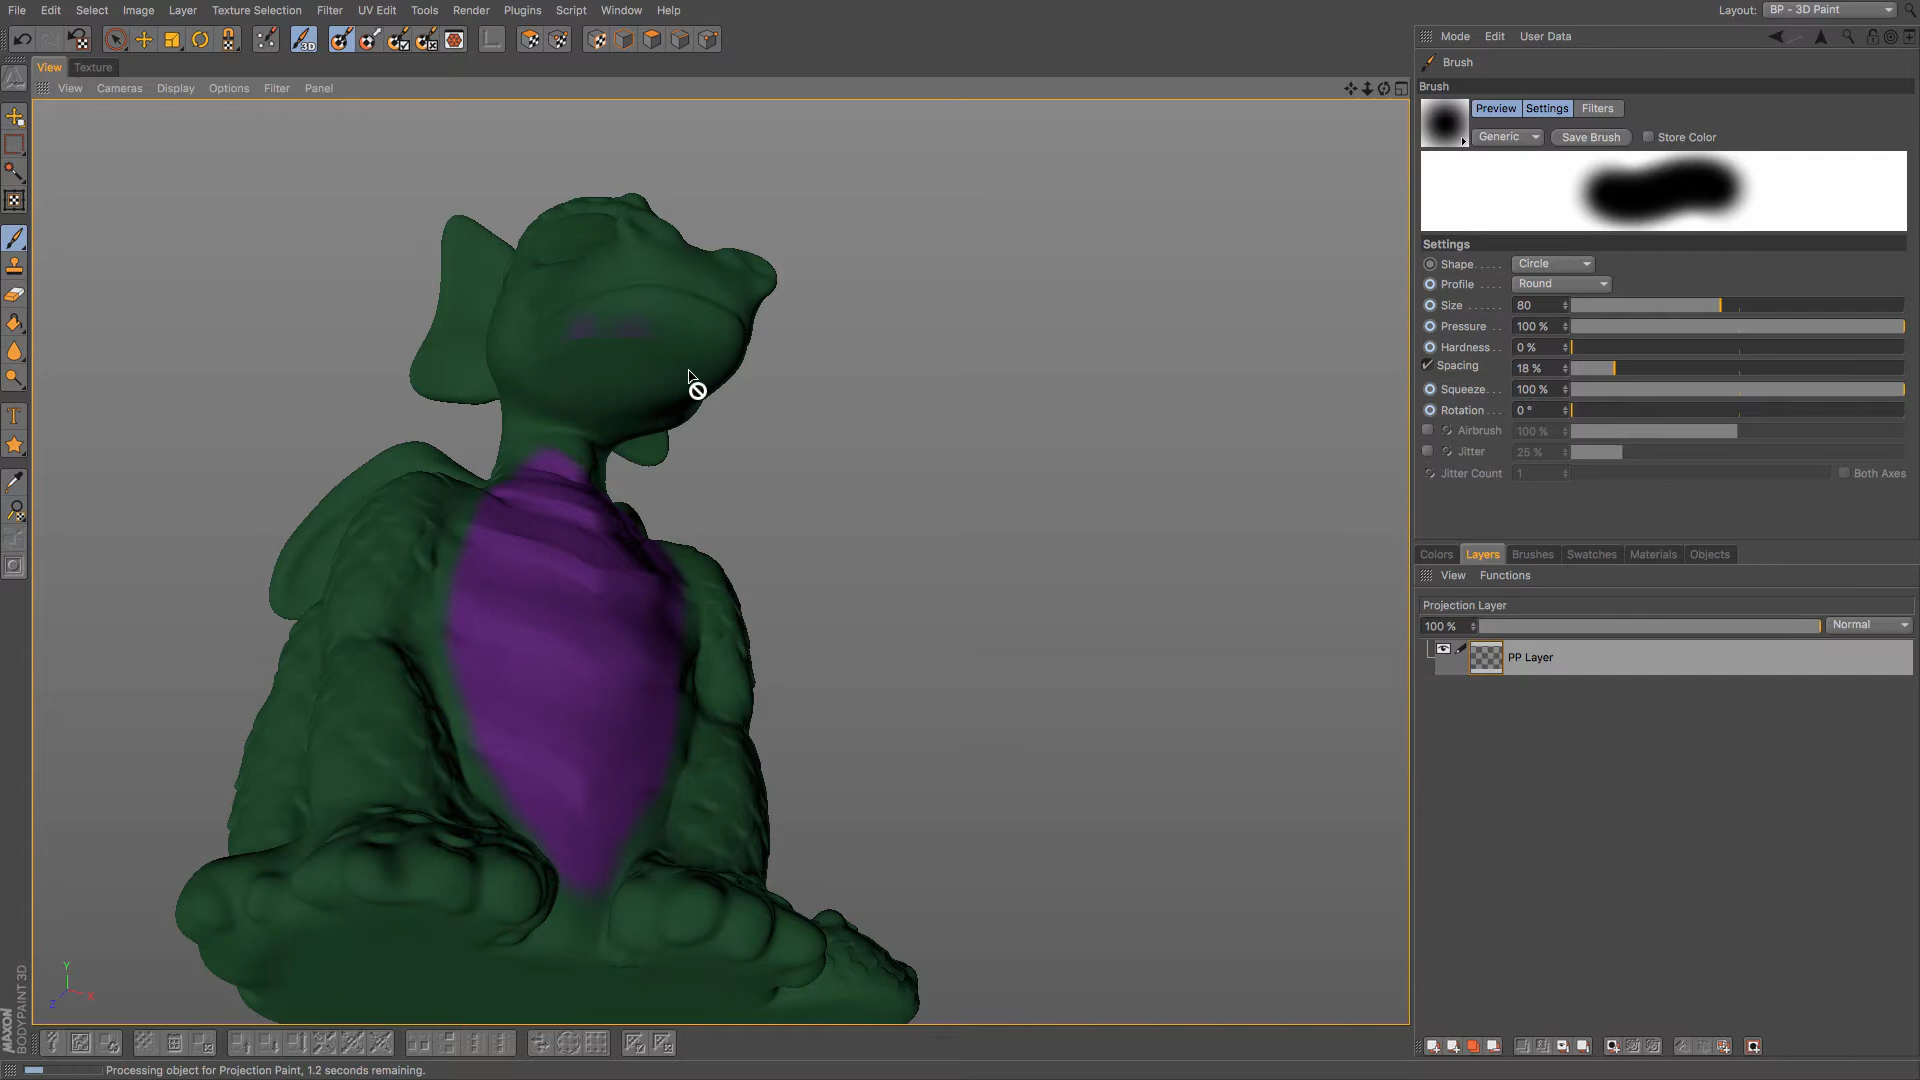 File Edit Select Image Layer Texture Selection Filter UV Edit Tools Render Plugins Script Window Help Layout: BP - 3D Paint
3D
Mode Edit User Data
View Texture
Brush
View Cameras Display Options Filter Panel
Brush
Preview Settings Filters
Generic Save Brush Store Color
Settings
Shape..... Circle
Profile .... Round
Size ...... 80
Pressure .. 100 %
Hardness.. 0 %
Spacing 18 %
Squeeze.. 100 %
Rotation... 0 °
Airbrush 100 %
Jitter 25 %
Jitter Count 1 Both Axes
T
Colors Layers Brushes Swatches Materials Objects
View Functions
Projection Layer
100 % Normal
PP Layer
Y
X
Z
MAXON
BODYPAINT 3D
Processing object for Projection Paint, 1.2 seconds remaining.